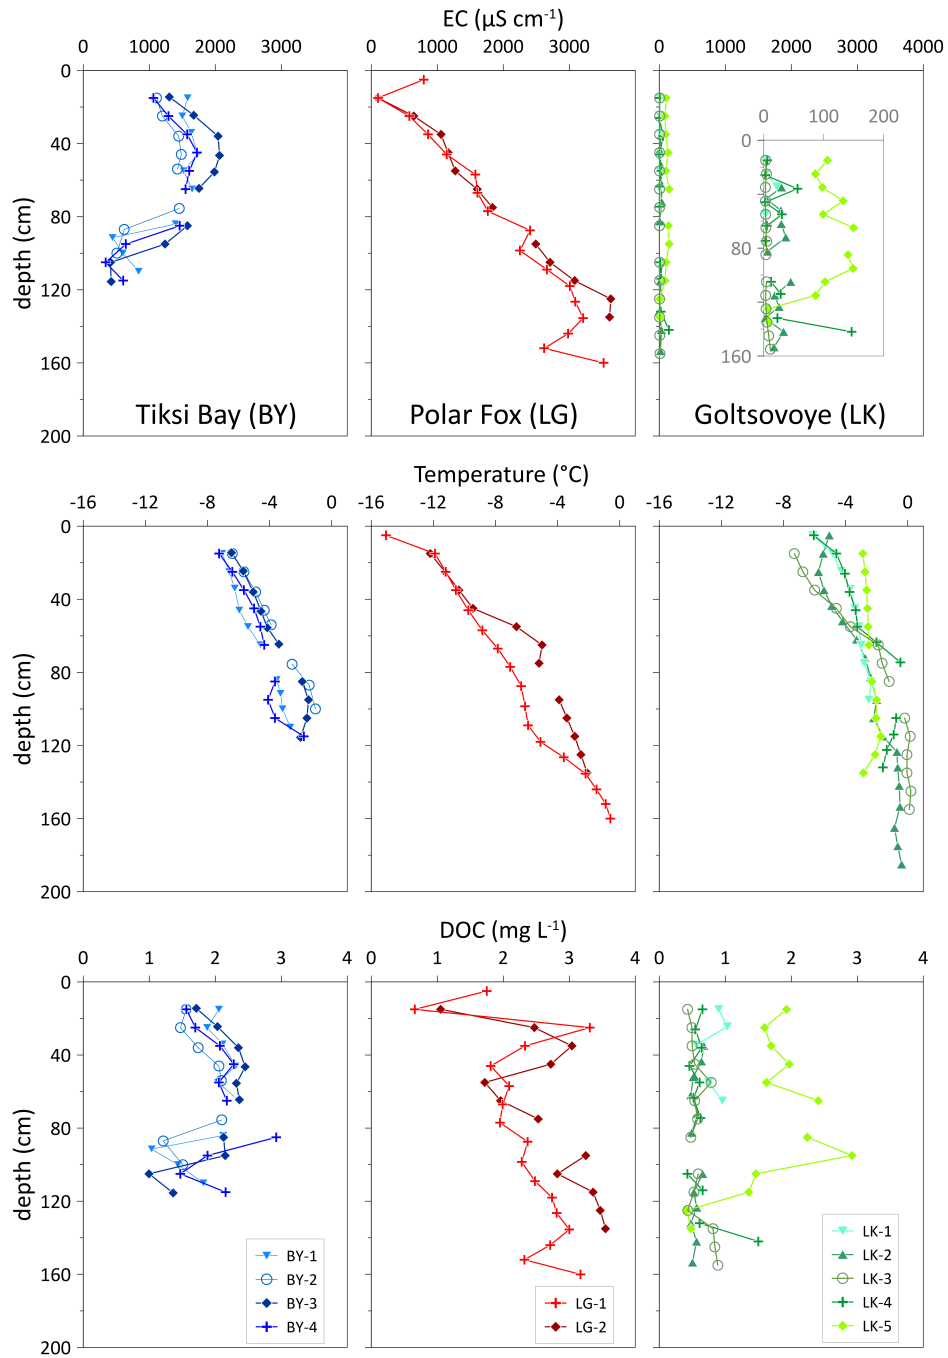 EC (µS cm-1)
0 1000 2000 3000 0 1000 2000 3000 0 1000 2000 3000 4000
0
40
80
120
160
200
depth (cm)
0 100 200
0
80
160
Tiksi Bay (BY) Polar Fox (LG) Goltsovoye (LK)
Temperature (°C)
-16 -12 -8 -4 0 -16 -12 -8 -4 0 -16 -12 -8 -4 0
0
40
80
120
160
200
depth (cm)
DOC (mg L-1)
0 1 2 3 4 0 1 2 3 4 0 1 2 3 4
0
40
80
120
160
200
depth (cm)
BY-1
BY-2
BY-3
BY-4
LG-1
LG-2
LK-1
LK-2
LK-3
LK-4
LK-5